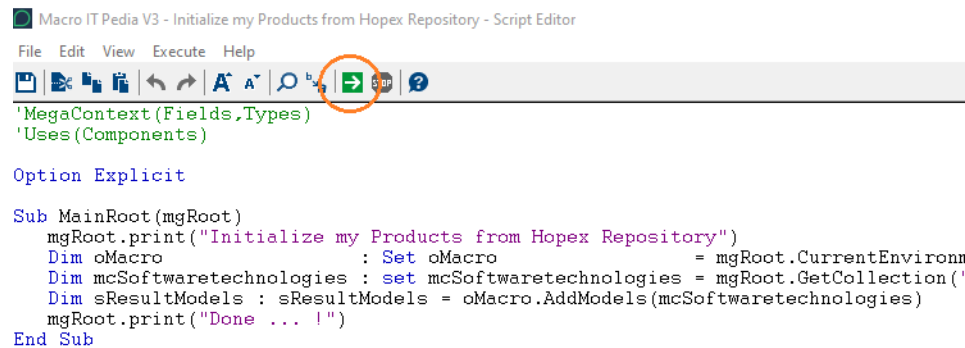 Macro IT Pedia V3 - Initialize my Products from Hopex Repository - Script Editor
File Edit View Execute Help
STOP
'MegaContext(Fields,Types)
'Uses(Components)
Option Explicit
Sub MainRoot(mgRoot)
mgRoot.print("Initialize my Products from Hopex Repository")
Dim oMacro : Set oMacro = mgRoot.CurrentEnvironm
Dim mcSoftwaretechnologies : set mcSoftwaretechnologies = mgRoot.GetCollection('
Dim sResultModels : sResultModels = oMacro.AddModels(mcSoftwaretechnologies)
mgRoot.print("Done ... !")
End Sub